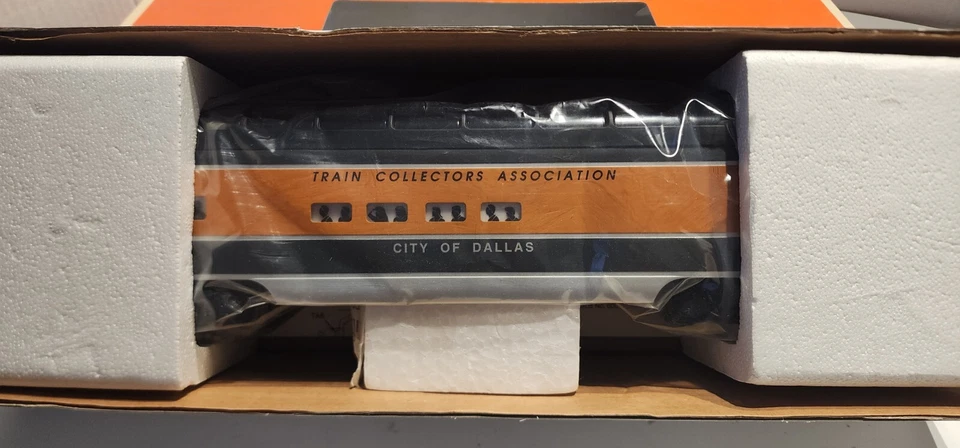 TRAIN COLLECTORS ASSOCIATION
CITY OF DALLAS